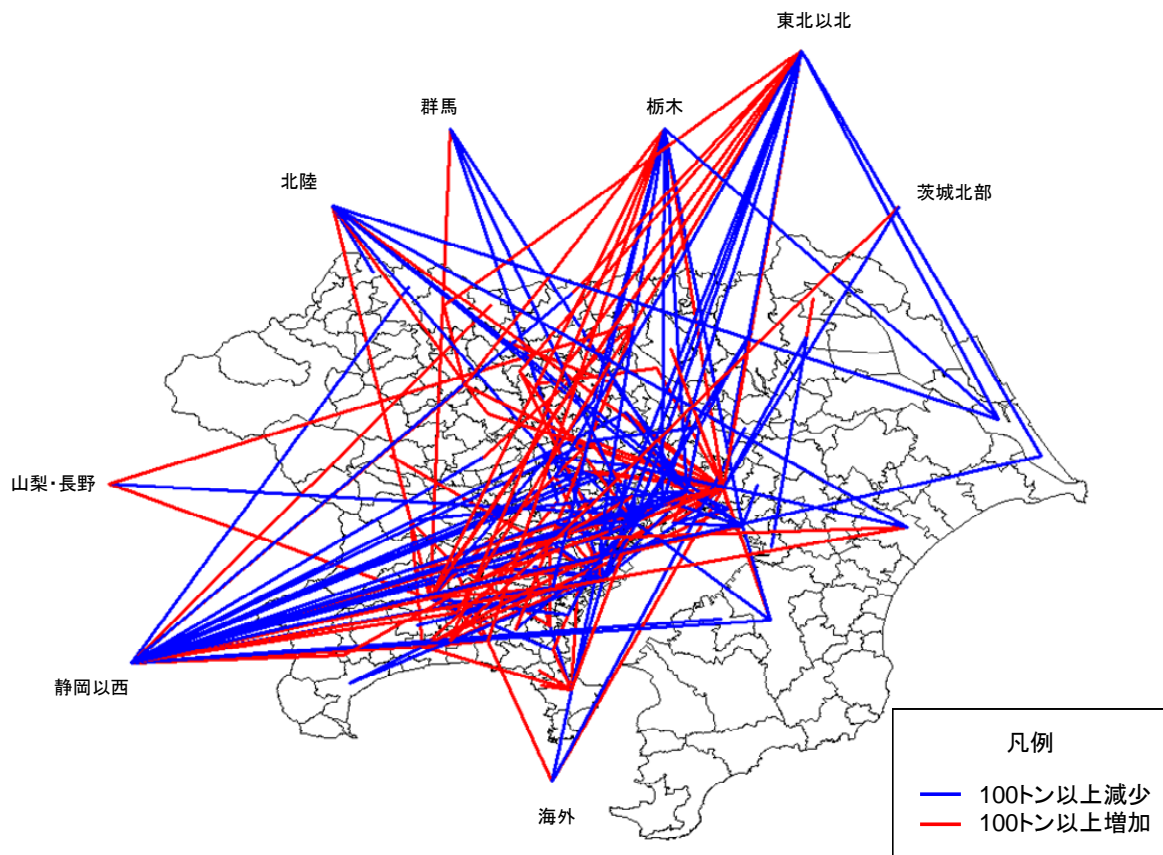 東北以北
群馬
栃木
北陸
茨城北部
山梨・長野
静岡以西
海外
凡例
100トン以上減少
100トン以上増加